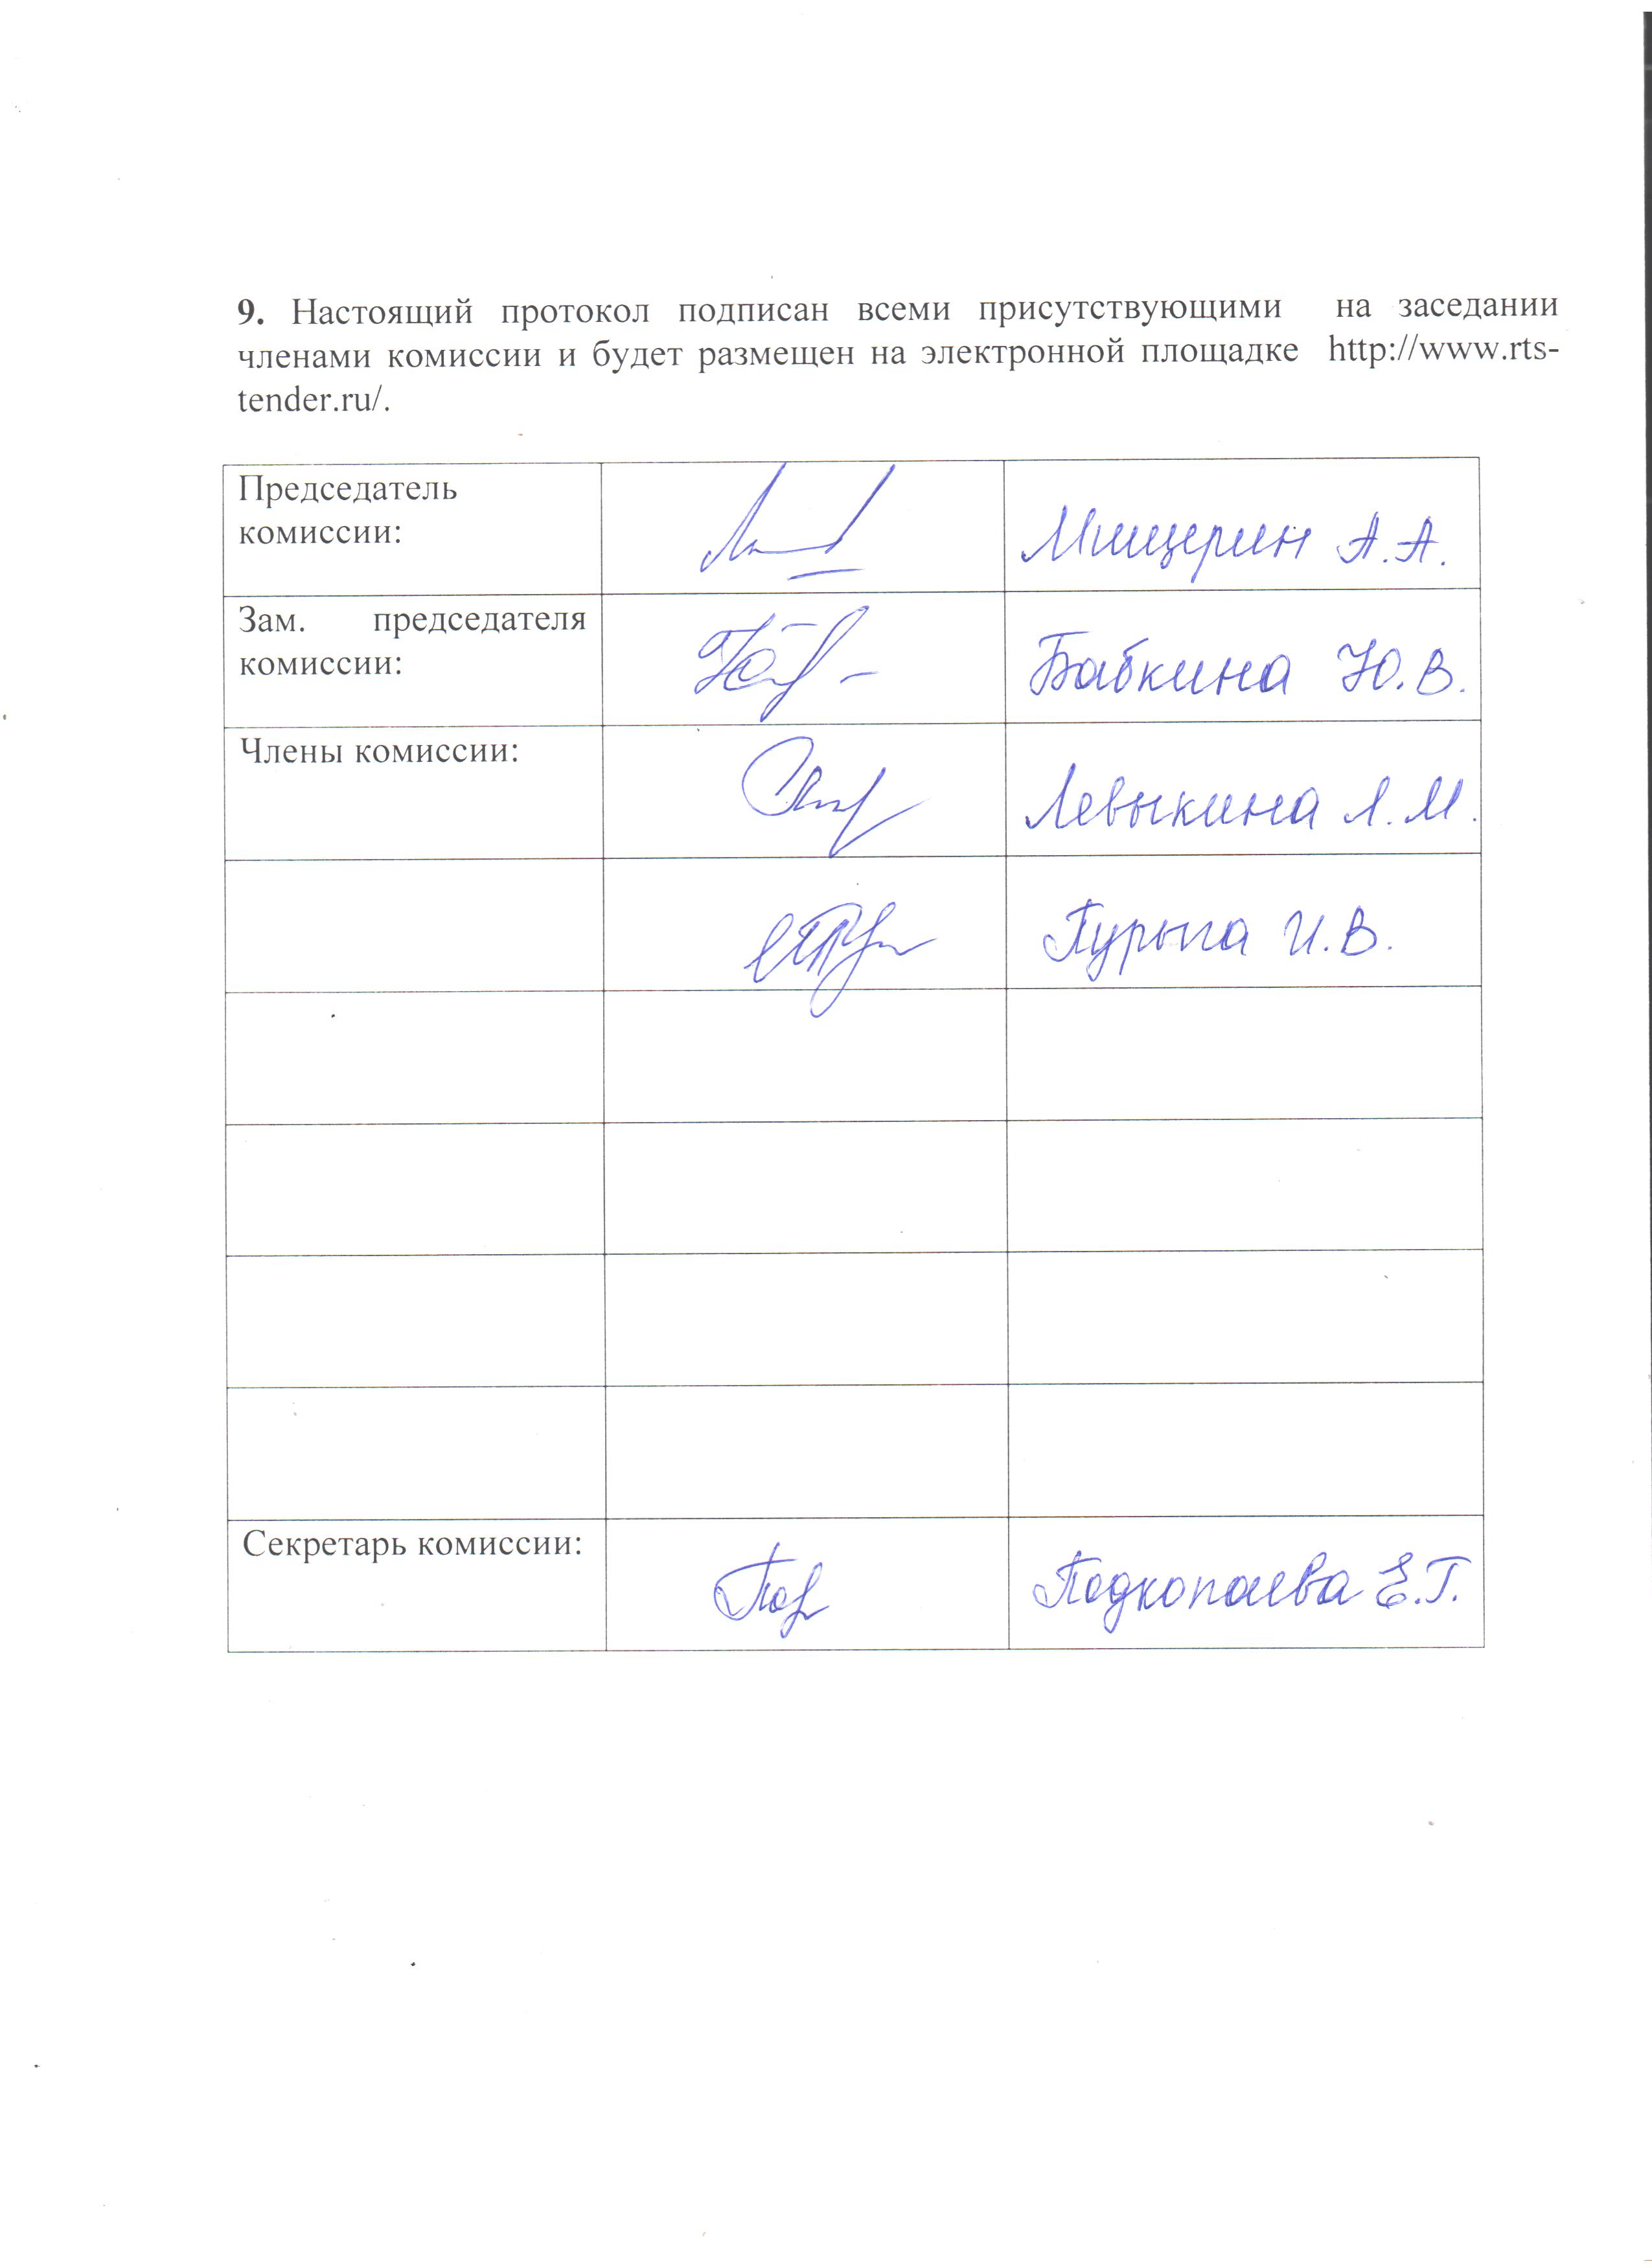 9. Настоящий протокол подписан всеми присутствующими на заседании
членами комиссии и будет размещен на электронной площадке http://www.rts-
tender.ru/.
Председатель
комиссии:
Мищерин А.А.
Зам. председателя
комиссии:
Бабкина Ю.В.
Члены комиссии:
Левыкина Л.М.
Пурыга И.В.
Секретарь комиссии:
Подкопаева Е.Г.